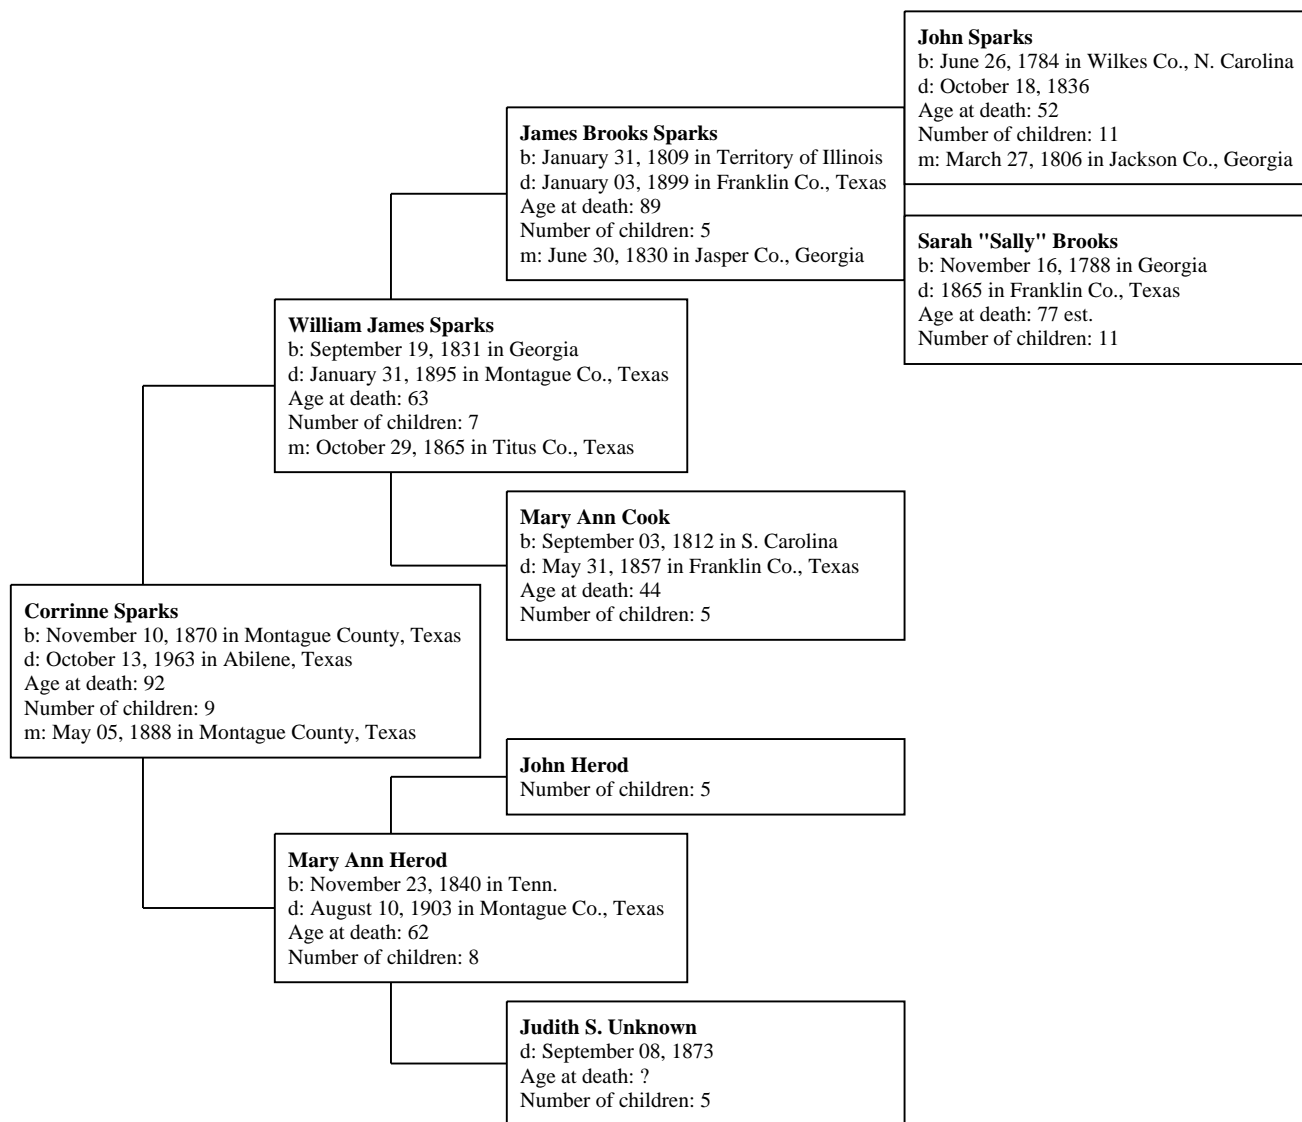 John Sparks
b: June 26, 1784 in Wilkes Co., N. Carolina
d: October 18, 1836
Age at death: 52
Number of children: 11
m: March 27, 1806 in Jackson Co., Georgia
James Brooks Sparks
b: January 31, 1809 in Territory of Illinois
d: January 03, 1899 in Franklin Co., Texas
Age at death: 89
Number of children: 5
m: June 30, 1830 in Jasper Co., Georgia
Sarah "Sally" Brooks
b: November 16, 1788 in Georgia
d: 1865 in Franklin Co., Texas
Age at death: 77 est.
Number of children: 11
William James Sparks
b: September 19, 1831 in Georgia
d: January 31, 1895 in Montague Co., Texas
Age at death: 63
Number of children: 7
m: October 29, 1865 in Titus Co., Texas
Mary Ann Cook
b: September 03, 1812 in S. Carolina
d: May 31, 1857 in Franklin Co., Texas
Age at death: 44
Number of children: 5
Corrinne Sparks
b: November 10, 1870 in Montague County, Texas
d: October 13, 1963 in Abilene, Texas
Age at death: 92
Number of children: 9
m: May 05, 1888 in Montague County, Texas
John Herod
Number of children: 5
Mary Ann Herod
b: November 23, 1840 in Tenn.
d: August 10, 1903 in Montague Co., Texas
Age at death: 62
Number of children: 8
Judith S. Unknown
d: September 08, 1873
Age at death: ?
Number of children: 5